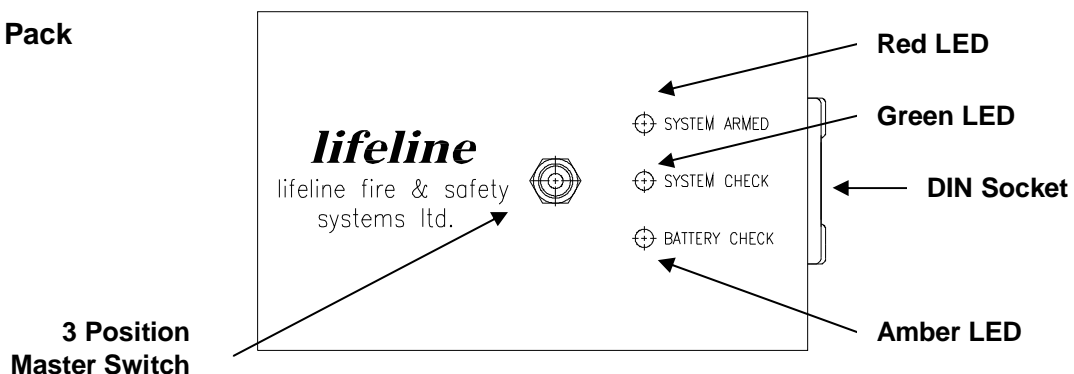 Pack
Red LED
SYSTEM ARMED
Green LED
lifeline
lifeline fire & safety
systems ltd.
SYSTEM CHECK
DIN Socket
BATTERY CHECK
3 Position
Master Switch
Amber LED